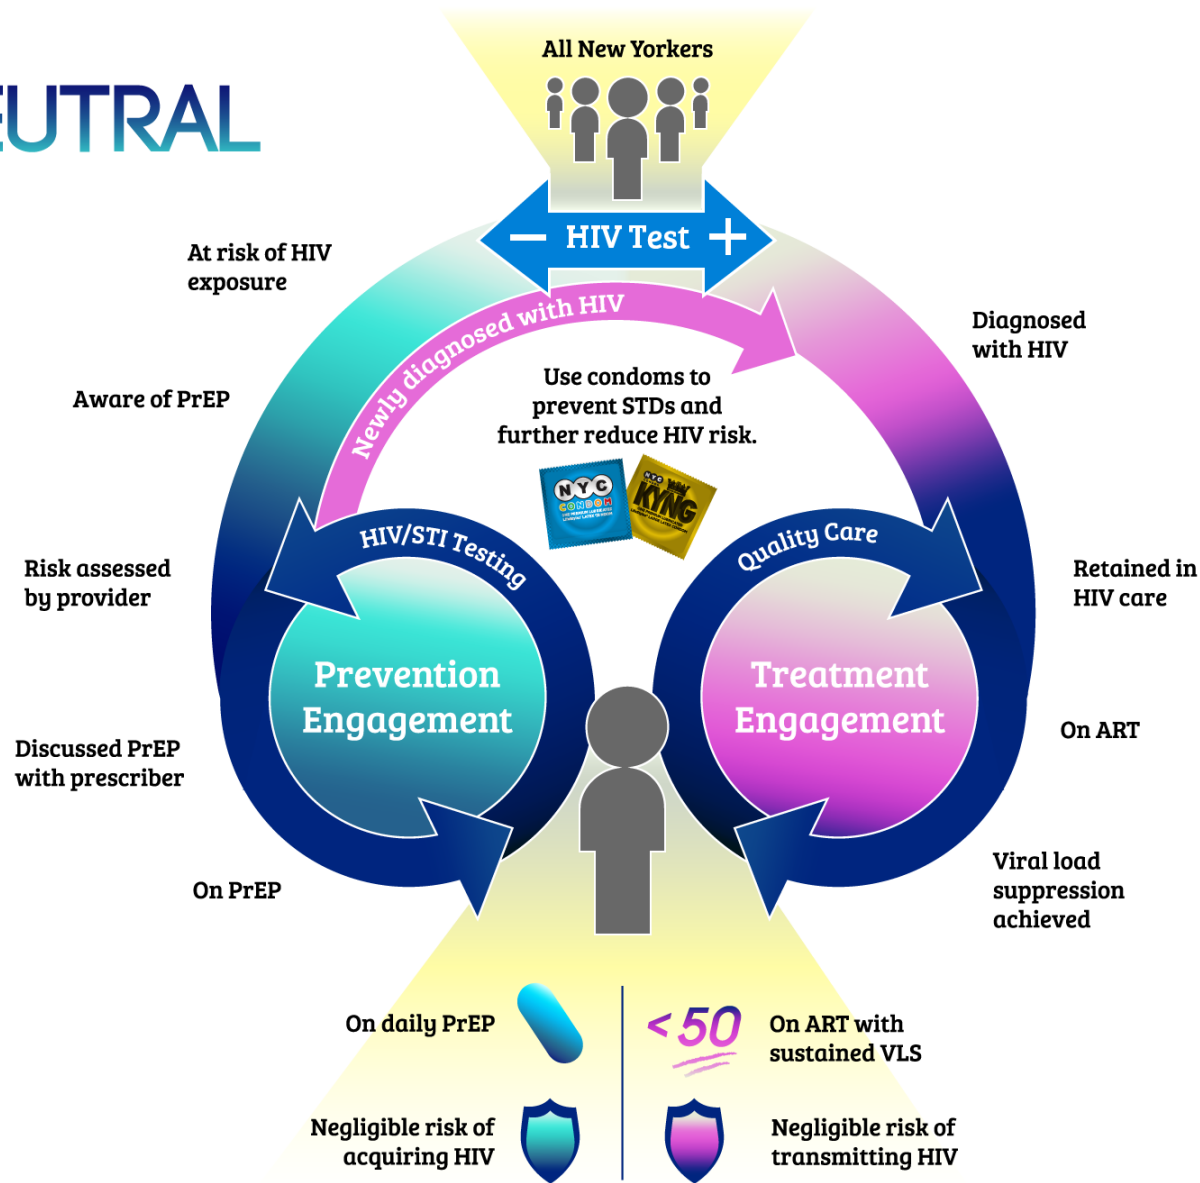 All New Yorkers
EUTRAL
− HIV Test +
At risk of HIV
exposure
Newly diagnosed with HIV
Diagnosed
with HIV
Aware of PrEP
Use condoms to
prevent STDs and
further reduce HIV risk.
NYC
CONDOM
NYC
KYNG
HIV/STI Testing
Quality Care
Risk assessed
by provider
Retained in
HIV care
Prevention
Engagement
Treatment
Engagement
Discussed PrEP
with prescriber
On ART
On PrEP
Viral load
suppression
achieved
On daily PrEP
<50
On ART with
sustained VLS
Negligible risk of
acquiring HIV
Negligible risk of
transmitting HIV